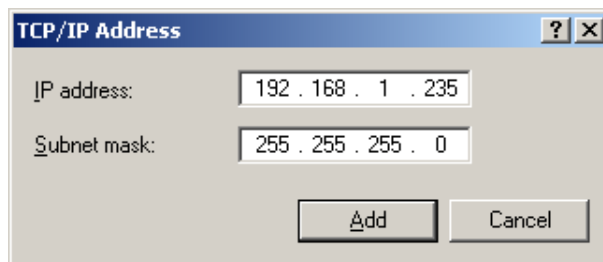 TCP/IP Address
IP address: 192 . 168 . 1 . 235
Subnet mask: 255 . 255 . 255 . 0
Add Cancel